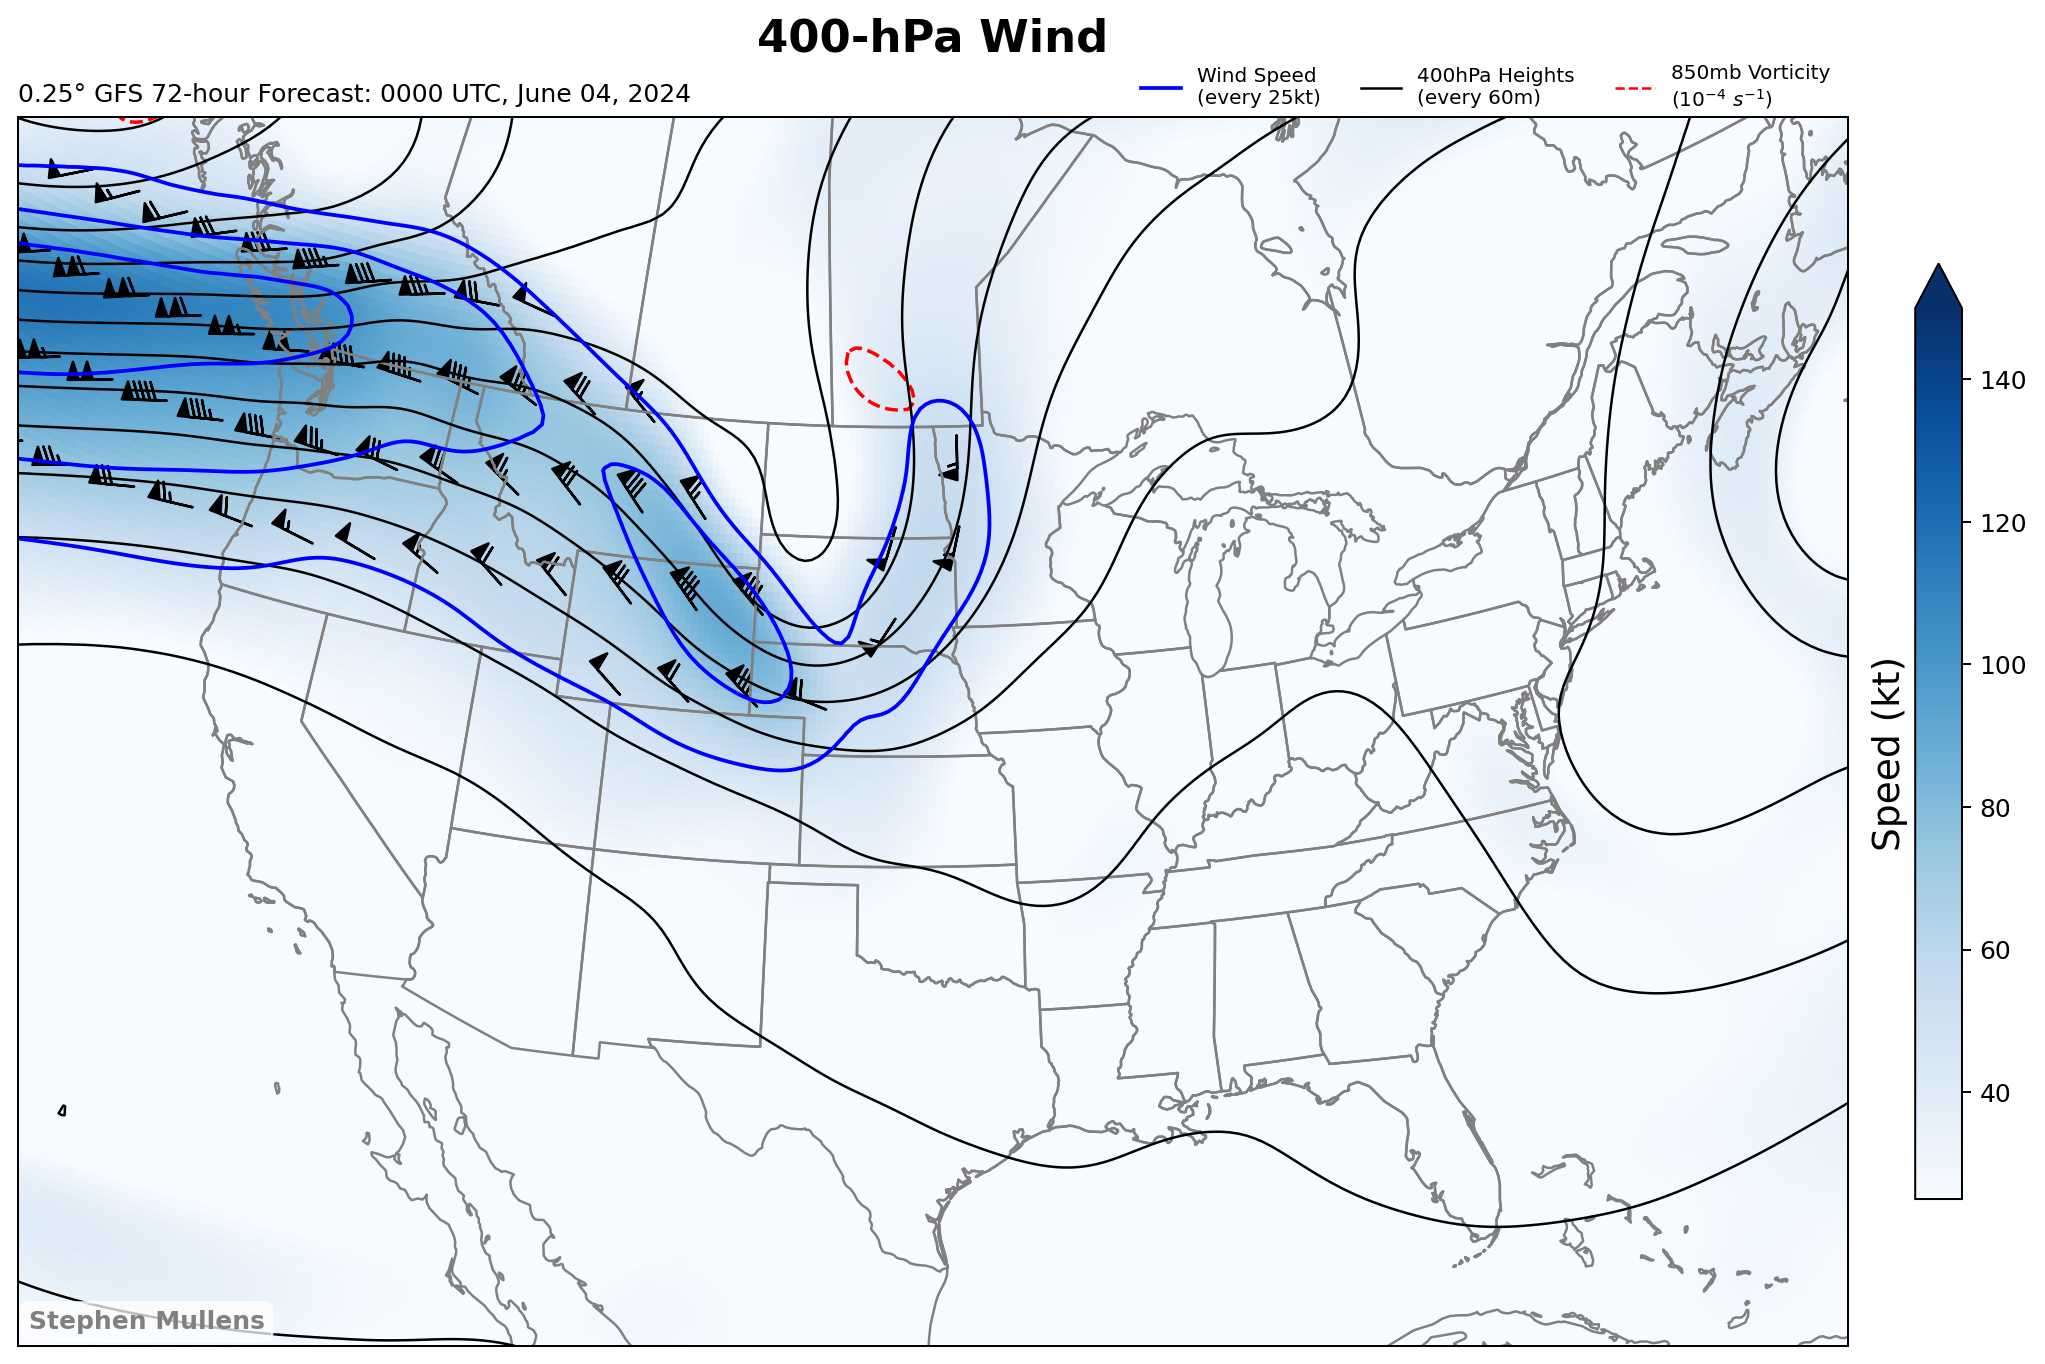 400-hPa Wind
0.25° GFS 72-hour Forecast: 0000 UTC, June 04, 2024
Wind Speed
(every 25kt)
400hPa Heights
(every 60m)
850mb Vorticity
(10⁻⁴ s⁻¹)
140
120
100
80
60
40
Speed (kt)
Stephen Mullens